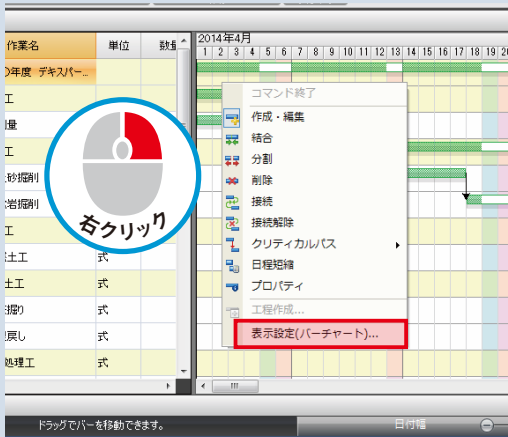 作業名 単位 数量
2014年4月
1 2 3 4 5 6 7 8 9 10 11 12 13 14 15 16 17 18 19 20
年度 デキスパー...
工
量
工
砂掘削
岩掘削
工
土工 式
土工 式
掘り 式
戻し 式
処理工 式
右クリック
コマンド終了
作成・編集
結合
分割
削除
接続
接続解除
クリティカルパス
日程短縮
プロパティ
工程作成...
表示設定(バーチャート)...
ドラッグでバーを移動できます。
日付幅